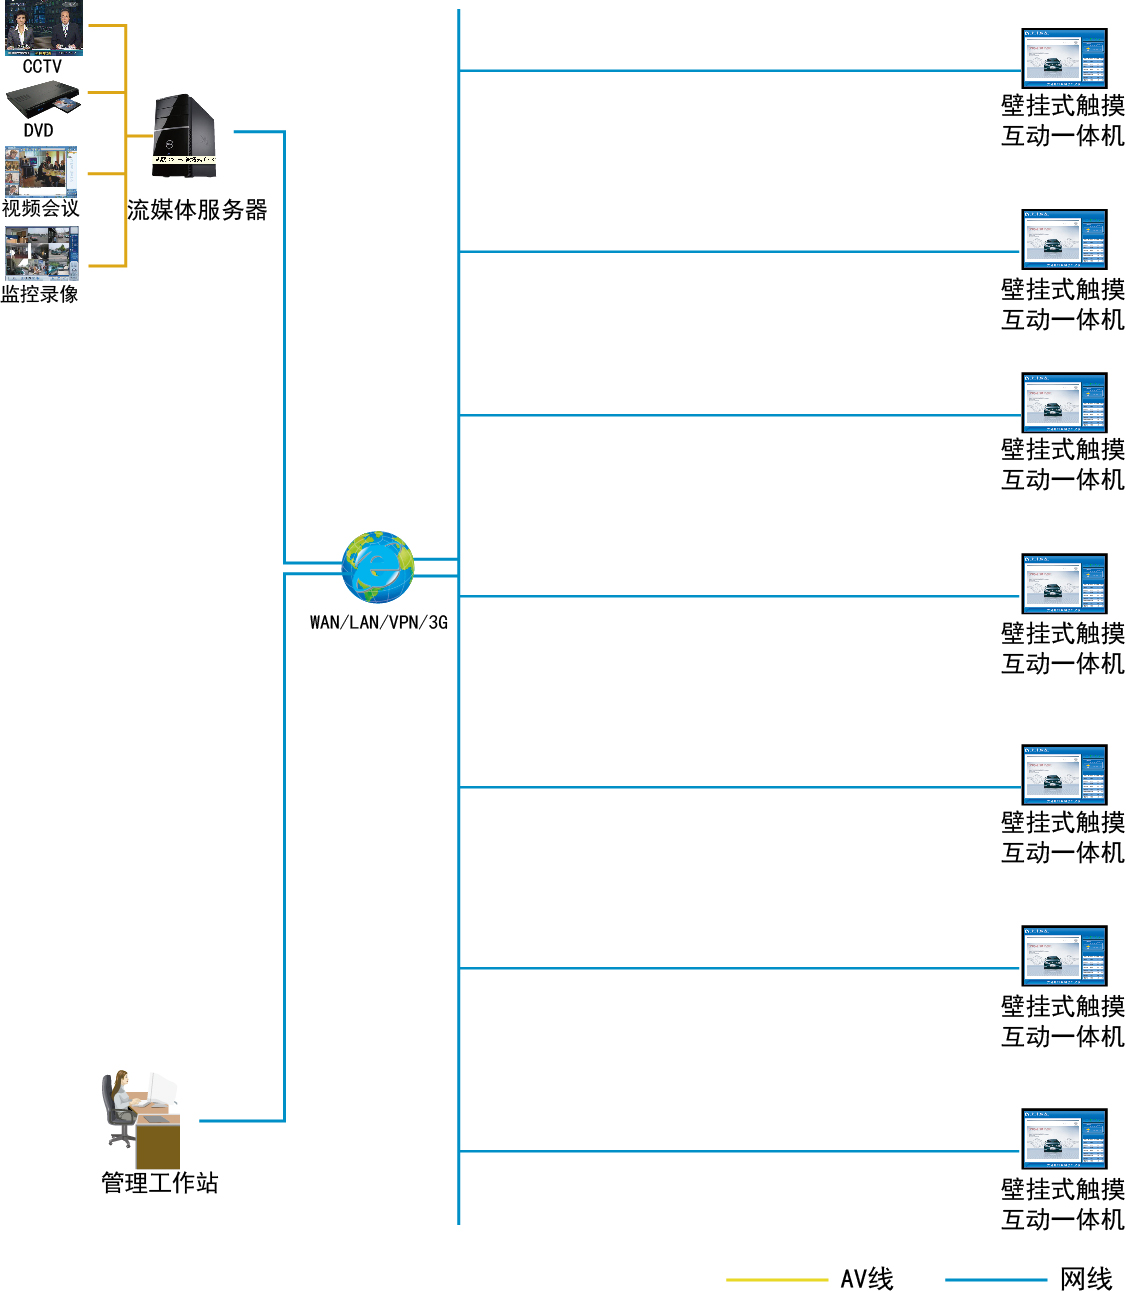 CCTV
DVD
视频会议
监控录像
流媒体服务器
WAN/LAN/VPN/3G
管理工作站
壁挂式触摸
互动一体机
壁挂式触摸
互动一体机
壁挂式触摸
互动一体机
壁挂式触摸
互动一体机
壁挂式触摸
互动一体机
壁挂式触摸
互动一体机
壁挂式触摸
互动一体机
AV线
网线